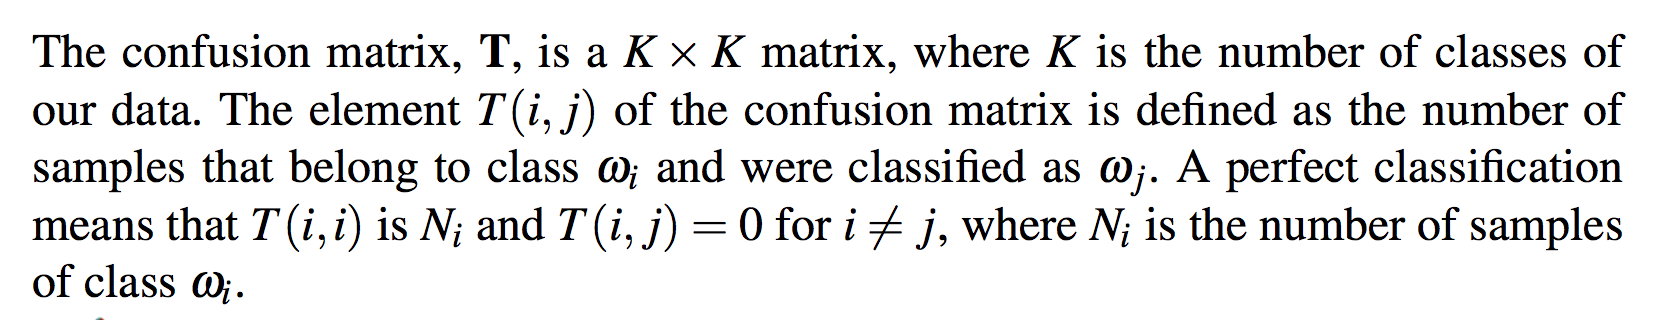 The confusion matrix, T, is a K × K matrix, where K is the number of classes of
our data. The element T(i, j) of the confusion matrix is defined as the number of
samples that belong to class ωᵢ and were classified as ωⱼ. A perfect classification
means that T(i,i) is Nᵢ and T(i, j) = 0 for i ≠ j, where Nᵢ is the number of samples
of class ωᵢ.